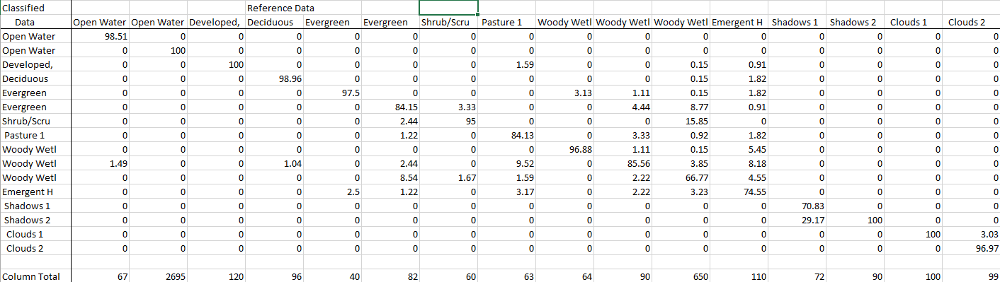 Classified Reference Data
Data Open Water Open Water Developed, Deciduous Evergreen Evergreen Shrub/Scru Pasture 1 Woody Wetl Woody Wetl Woody Wetl Emergent H Shadows 1 Shadows 2 Clouds 1 Clouds 2
Open Water 98.51 0 0 0 0 0 0 0 0 0 0 0 0 0 0 0
Open Water 0 100 0 0 0 0 0 0 0 0 0 0 0 0 0 0
Developed, 0 0 100 0 0 0 0 1.59 0 0 0.15 0.91 0 0 0 0
Deciduous 0 0 0 98.96 0 0 0 0 0 0 0.15 1.82 0 0 0 0
Evergreen 0 0 0 0 97.5 0 0 0 3.13 1.11 0.15 1.82 0 0 0 0
Evergreen 0 0 0 0 0 84.15 3.33 0 0 4.44 8.77 0.91 0 0 0 0
Shrub/Scru 0 0 0 0 0 2.44 95 0 0 0 15.85 0 0 0 0 0
Pasture 1 0 0 0 0 0 1.22 0 84.13 0 3.33 0.92 1.82 0 0 0 0
Woody Wetl 0 0 0 0 0 0 0 0 96.88 1.11 0.15 5.45 0 0 0 0
Woody Wetl 1.49 0 0 1.04 0 2.44 0 9.52 0 85.56 3.85 8.18 0 0 0 0
Woody Wetl 0 0 0 0 0 8.54 1.67 1.59 0 2.22 66.77 4.55 0 0 0 0
Emergent H 0 0 0 0 2.5 1.22 0 3.17 0 2.22 3.23 74.55 0 0 0 0
Shadows 1 0 0 0 0 0 0 0 0 0 0 0 0 70.83 0 0 0
Shadows 2 0 0 0 0 0 0 0 0 0 0 0 0 29.17 100 0 0
Clouds 1 0 0 0 0 0 0 0 0 0 0 0 0 0 0 100 3.03
Clouds 2 0 0 0 0 0 0 0 0 0 0 0 0 0 0 0 96.97
Column Total 67 2695 120 96 40 82 60 63 64 90 650 110 72 90 100 99